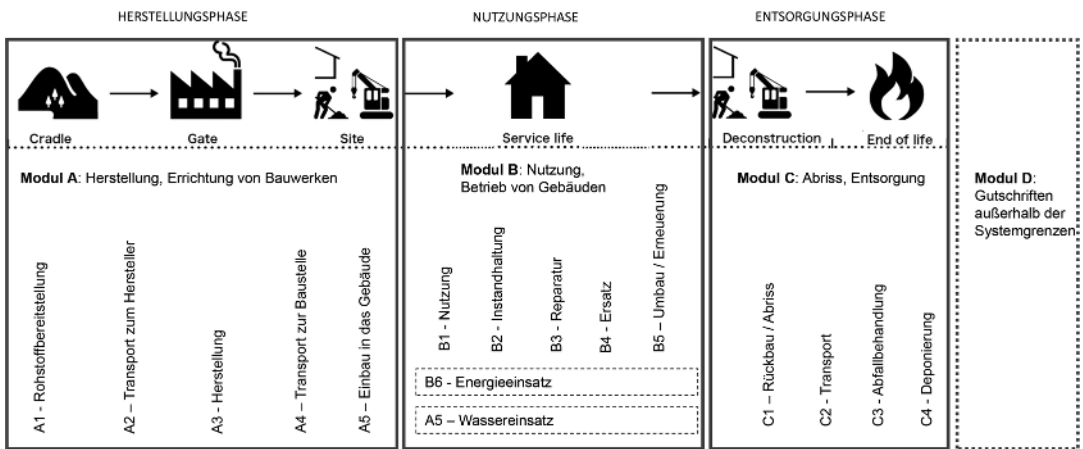 HERSTELLUNGSPHASE
NUTZUNGSPHASE
ENTSORGUNGSPHASE
Cradle
Gate
Site
Service life
Deconstruction
End of life
Modul A: Herstellung, Errichtung von Bauwerken
A1 - Rohstoffbereitstellung
A2 – Transport zum Hersteller
A3 - Herstellung
A4 – Transport zur Baustelle
A5 – Einbau in das Gebäude
Modul B: Nutzung,
Betrieb von Gebäuden
B1 - Nutzung
B2 - Instandhaltung
B3 - Reparatur
B4 – Ersatz
B5 – Umbau / Erneuerung
B6 - Energieeinsatz
A5 – Wassereinsatz
Modul C: Abriss, Entsorgung
C1 – Rückbau / Abriss
C2 - Transport
C3 - Abfallbehandlung
C4 - Deponierung
Modul D:
Gutschriften
außerhalb der
Systemgrenzen